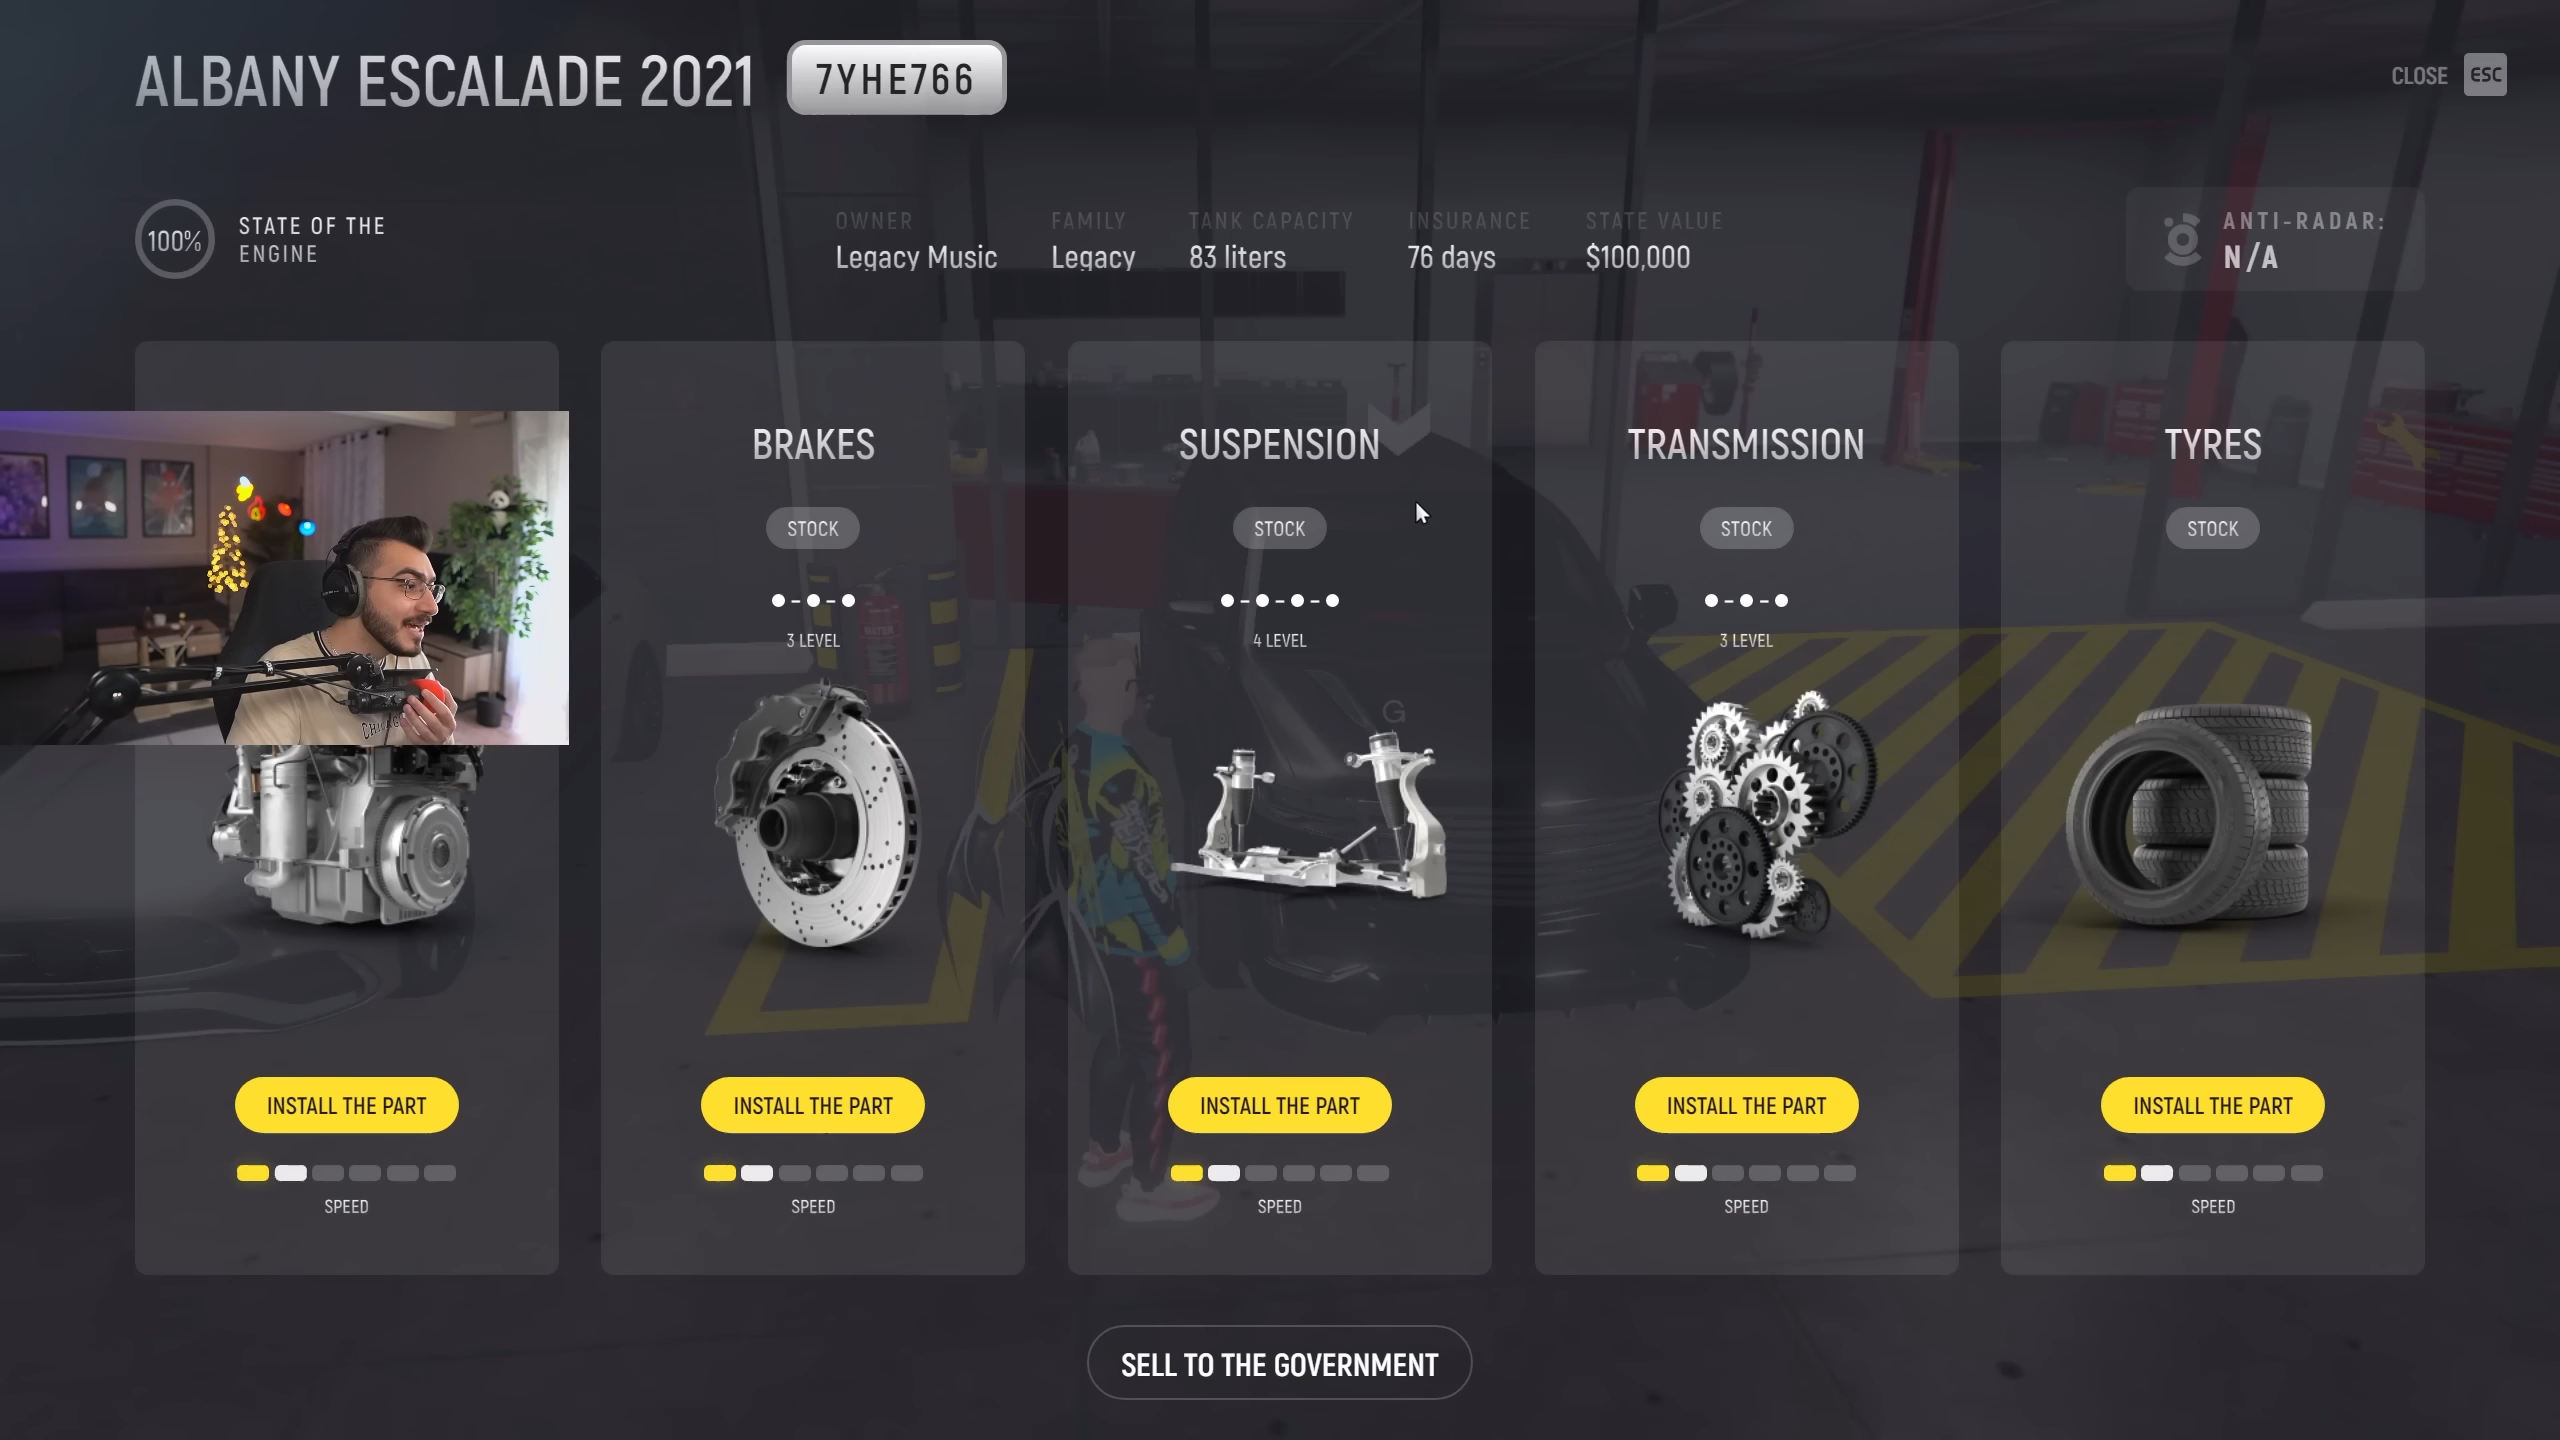 ALBANY ESCALADE 2021
7YHE766
CLOSE ESC
100%
STATE OF THE
ENGINE
OWNER FAMILY TANK CAPACITY INSURANCE STATE VALUE
Legacy Music Legacy 83 liters 76 days $100,000
ANTI-RADAR:
N/A
BRAKES SUSPENSION TRANSMISSION TYRES
STOCK STOCK STOCK STOCK
3 LEVEL 4 LEVEL 3 LEVEL
WATER
G
INSTALL THE PART INSTALL THE PART INSTALL THE PART INSTALL THE PART INSTALL THE PART
SPEED SPEED SPEED SPEED SPEED
SELL TO THE GOVERNMENT